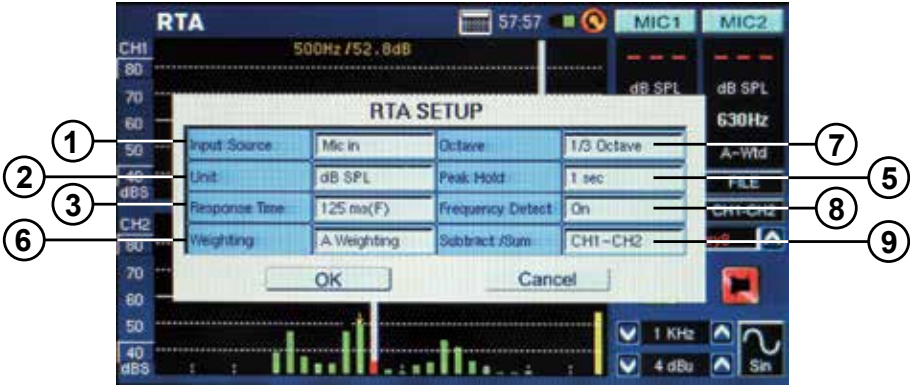 RTA 57:57 MIC1 MIC2
CH1 500Hz /52.8dB
80
70 dB SPL dB SPL
RTA SETUP
60 630Hz
1 Input Source Mic in Octave 1/3 Octave 7
50 A-Wtd
2 Unit dB SPL Peak Hold 1 sec 5
40 FILE
dBS
3 Response Time 125 ms(F) Frequency Detect On 8
CH1-CH2
CH2
6 Weighting A Weighting Subtract /Sum CH1-CH2 9
80
70 OK Cancel
60
50 1 KHz
40
dBS 4 dBu Sin